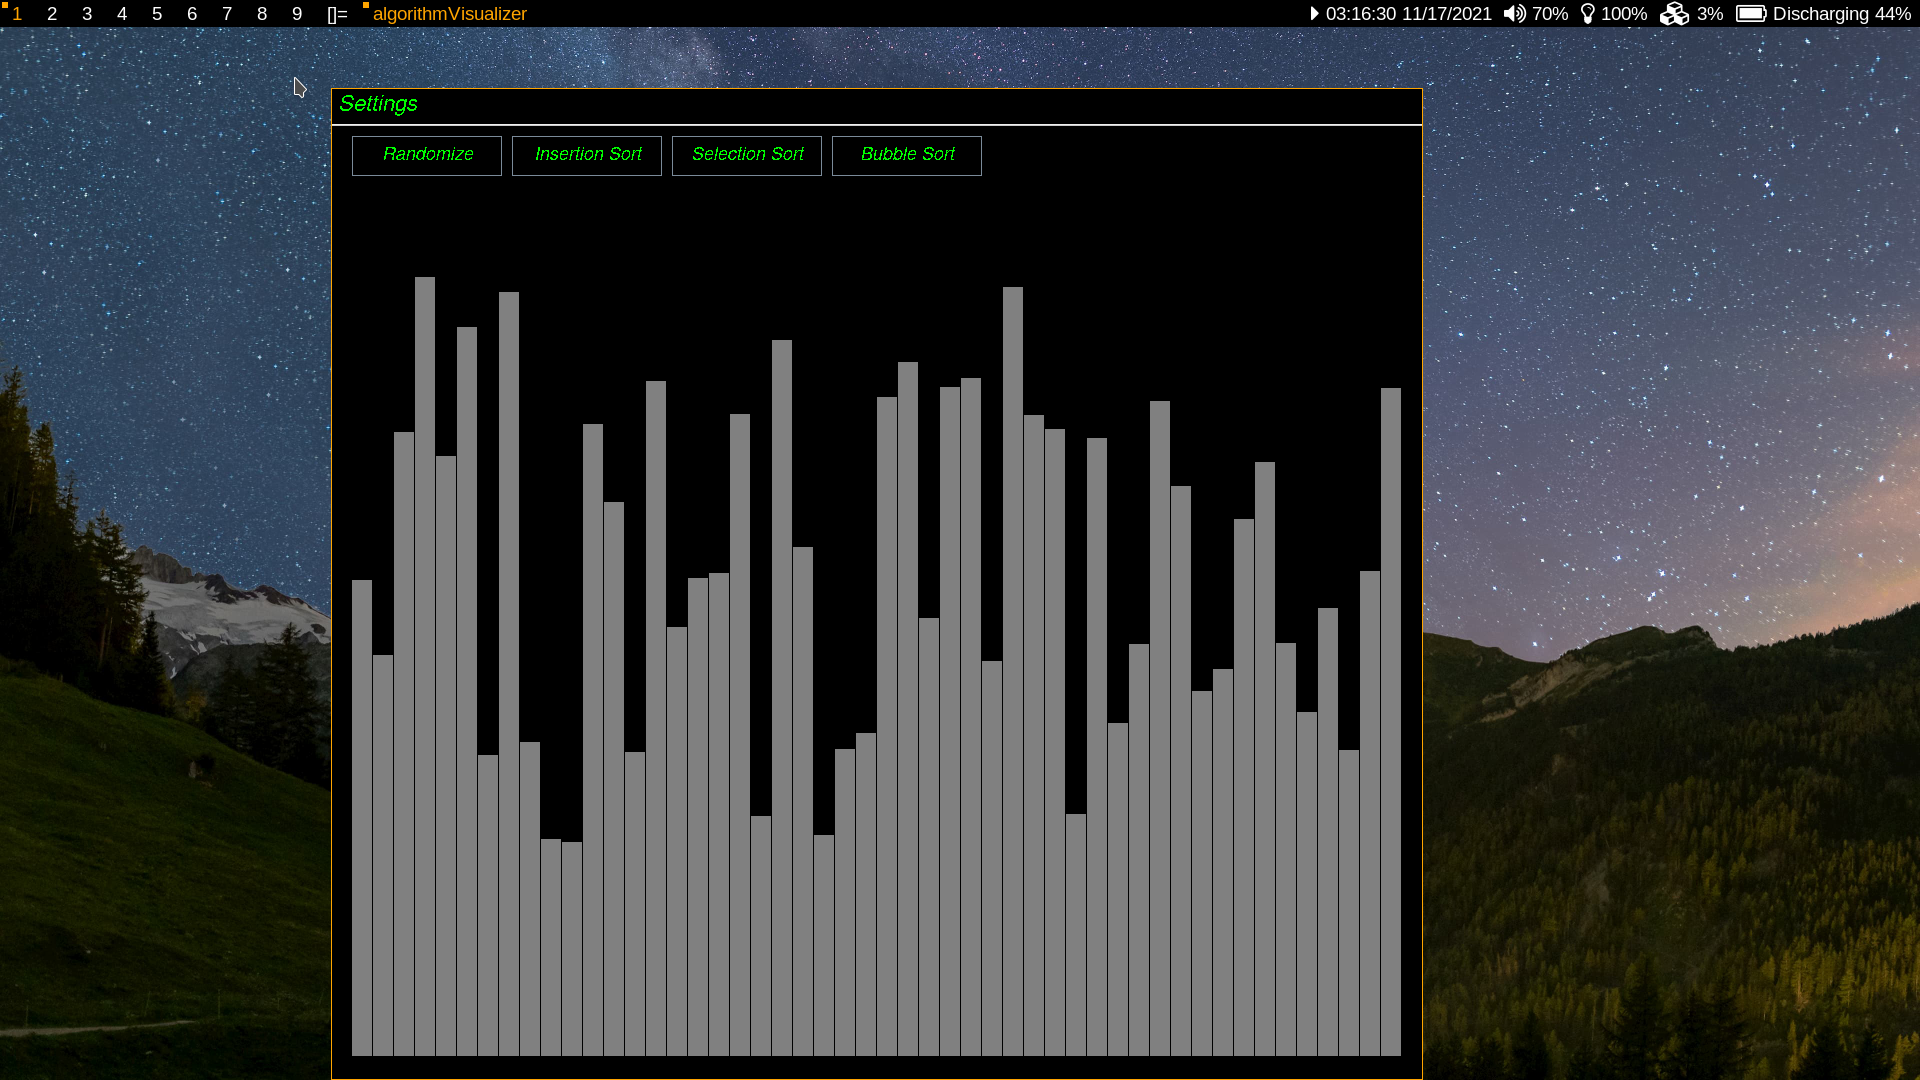 1 2 3 4 5 6 7 8 9 []= algorithmVisualizer 03:16:30 11/17/2021 70% 100% 3% Discharging 44%
Settings
Randomize Insertion Sort Selection Sort Bubble Sort